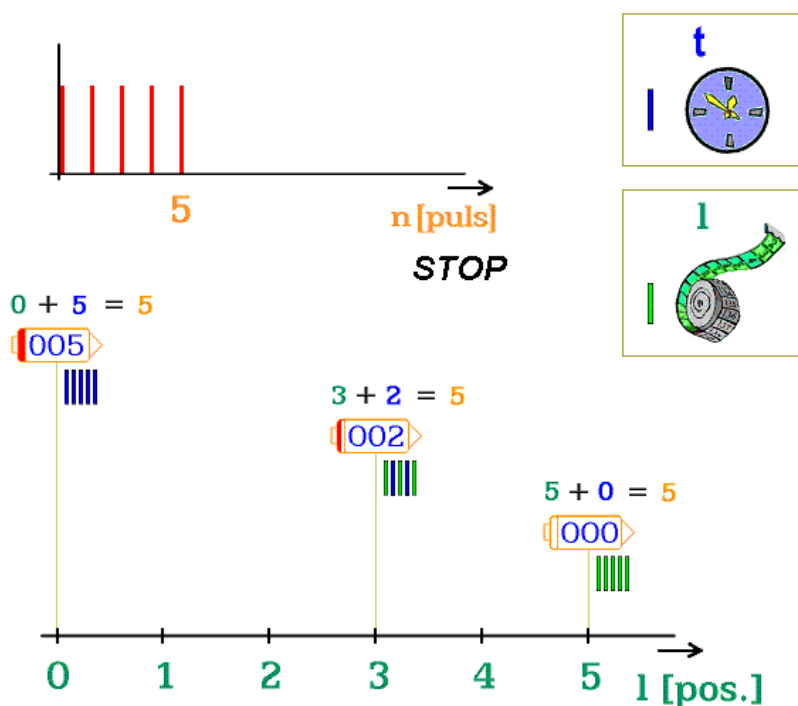 t
5
n [puls]
l
STOP
0 + 5 = 5
005
3 + 2 = 5
002
5 + 0 = 5
000
0 1 2 3 4 5
l [pos.]